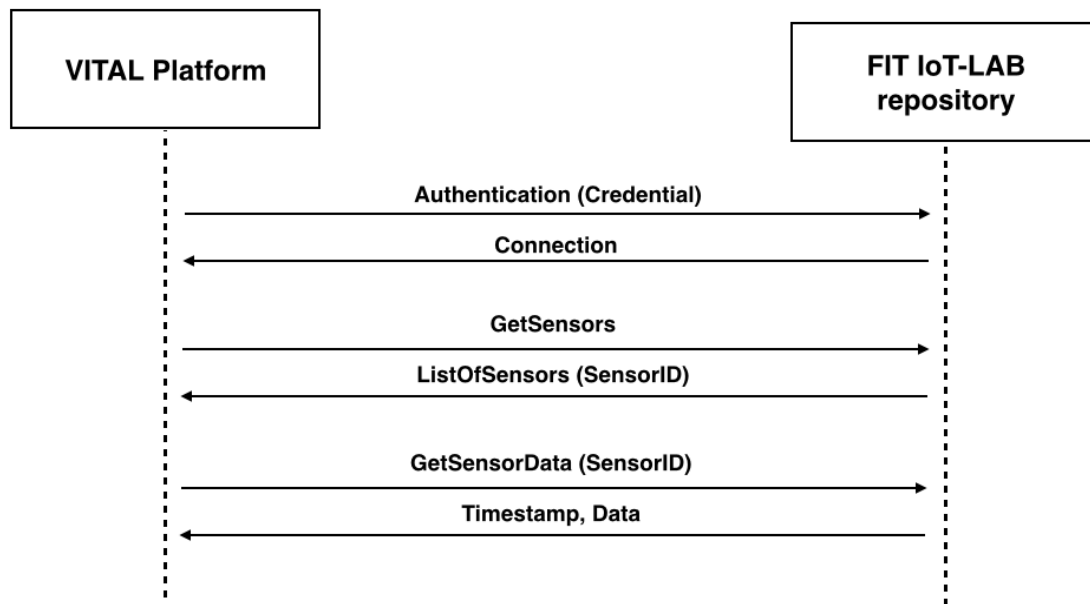 VITAL Platform
FIT IoT-LAB
repository
Authentication (Credential)
Connection
GetSensors
ListOfSensors (SensorID)
GetSensorData (SensorID)
Timestamp, Data